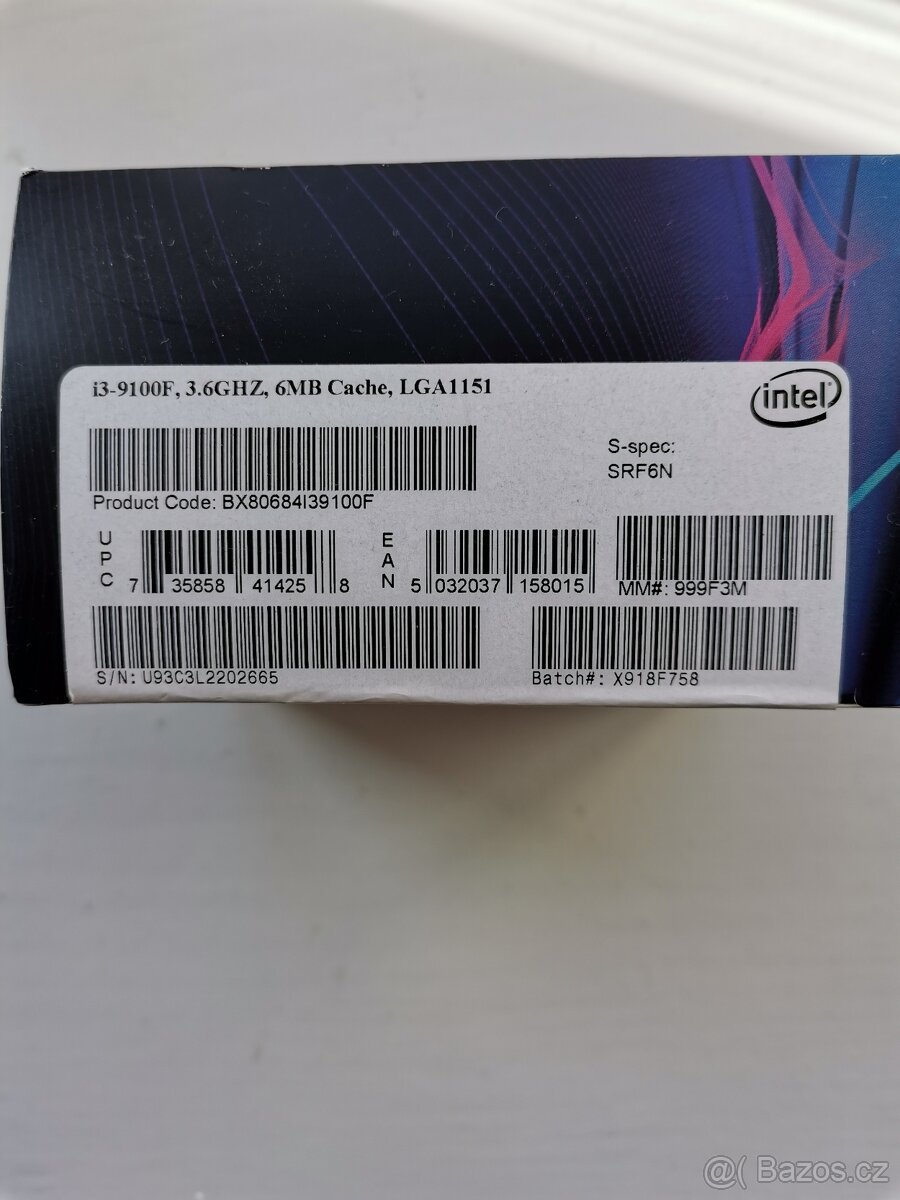 i3-9100F, 3.6GHZ, 6MB Cache, LGA1151
intel
S-spec:
SRF6N
Product Code: BX80684I39100F
UPC 7 35858 41425 8
EAN 5 032037 158015
MM#: 999F3M
S/N: U93C3L2202665
Batch#: X918F758
@( Bazos.cz